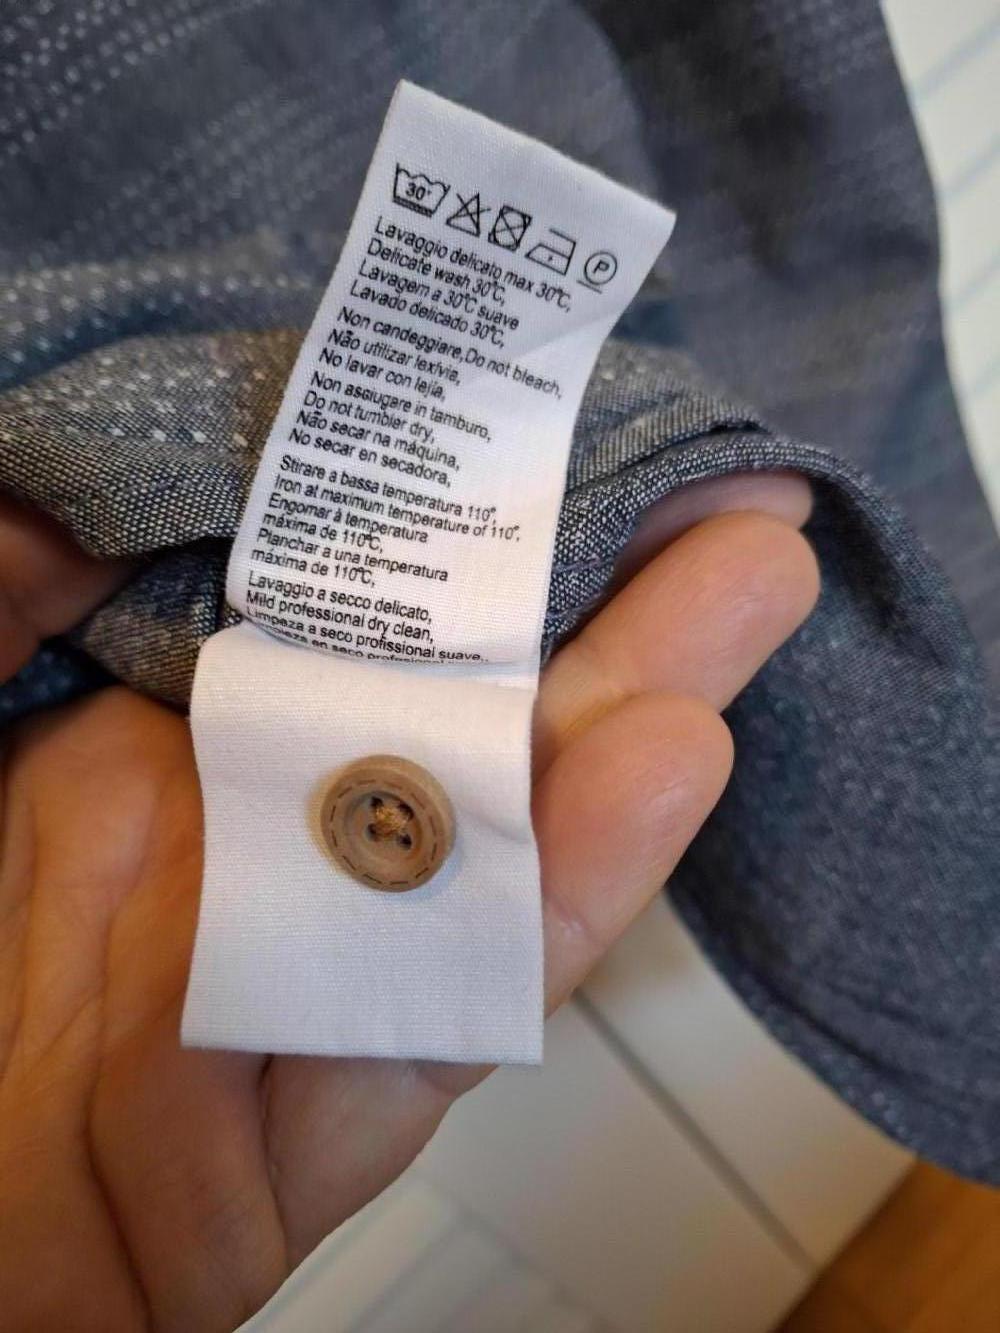 30°
P
Lavaggio delicato max 30°C,
Delicate wash 30°C,
Lavagem a 30°C suave
Lavado delicado 30°C,
Non candeggiare,Do not bleach,
Não utilizar lexívia,
No lavar con lejía,
Non asciugare in tamburo,
Do not tumbler dry,
Não secar na máquina,
No secar en secadora,
Stirare a bassa temperatura 110°,
Iron at maximum temperature of 110°,
Engomar à temperatura
máxima de 110°C,
Planchar a una temperatura
máxima de 110°C,
Lavaggio a secco delicato,
Mild professional dry clean,
Limpeza a seco profissional suave,
en seco profesional